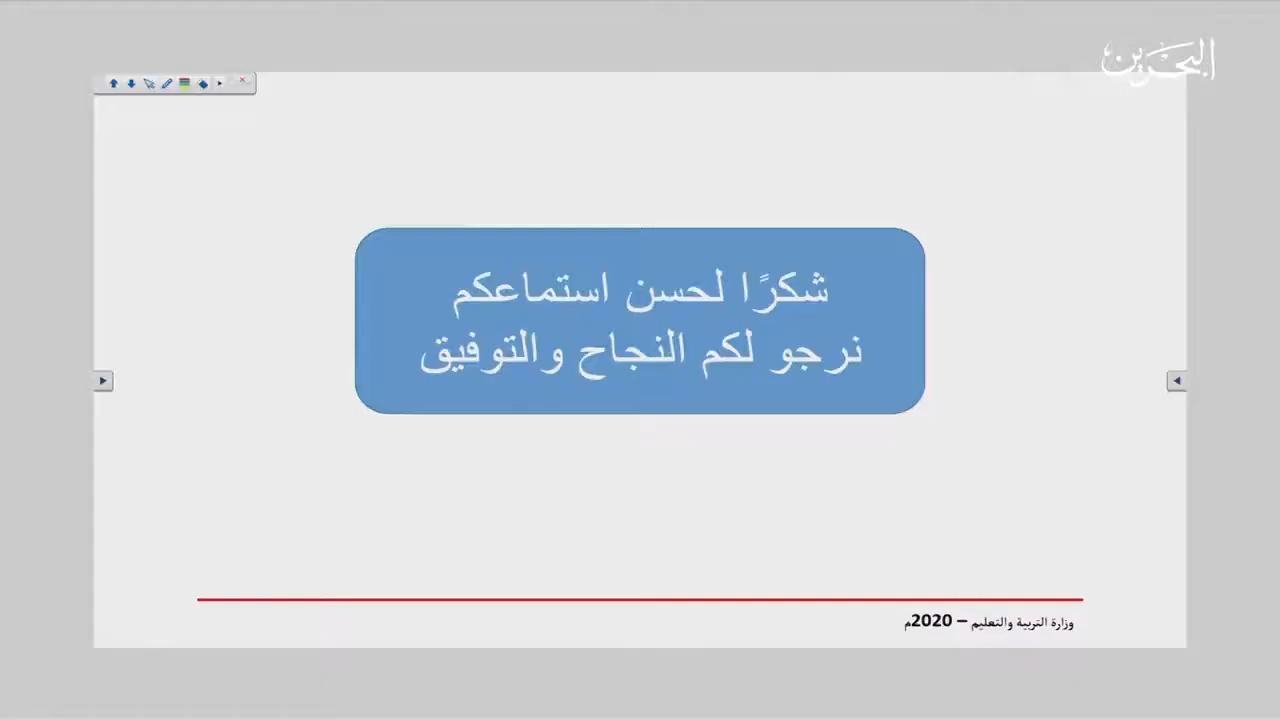 البحرين
شكرًا لحسن استماعكم
نرجو لكم النجاح والتوفيق
وزارة التربية والتعليم – 2020م